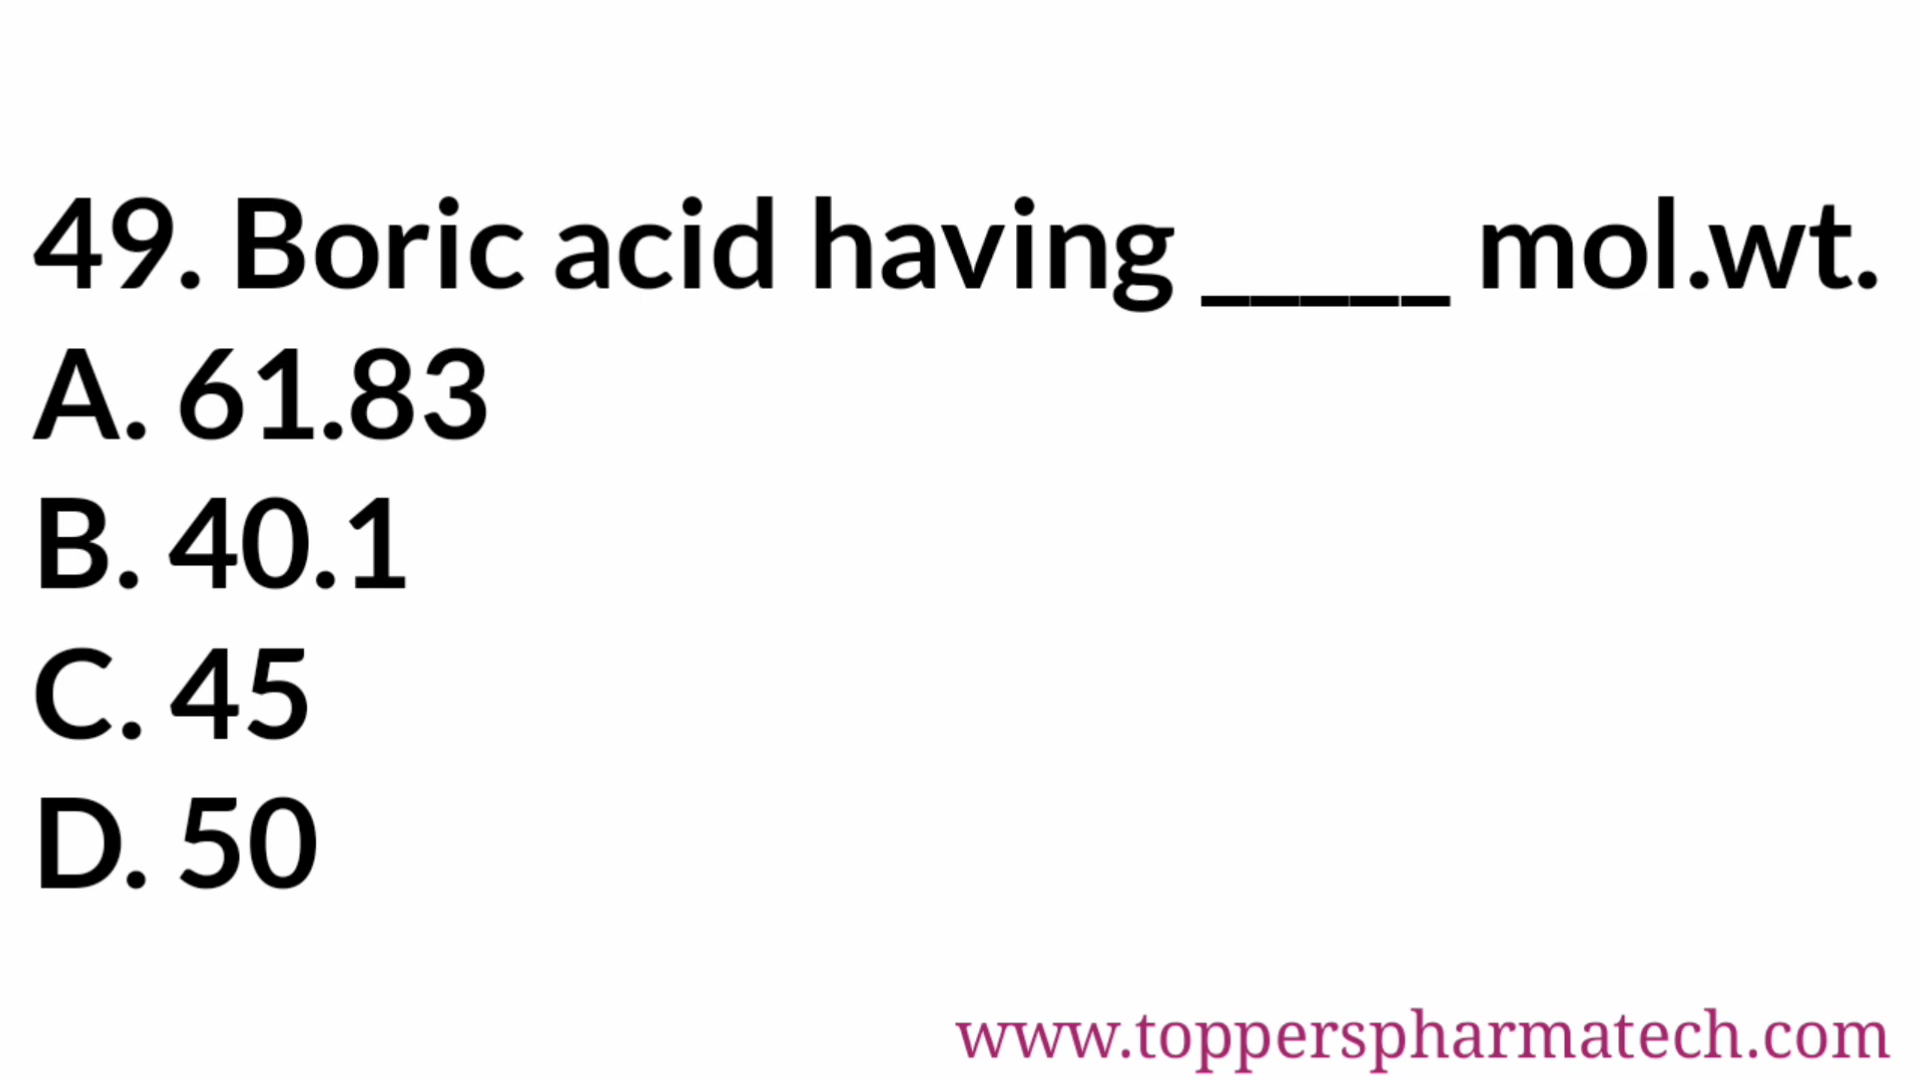 49. Boric acid having _____ mol.wt.
A. 61.83
B. 40.1
C. 45
D. 50
www.topperspharmatech.com